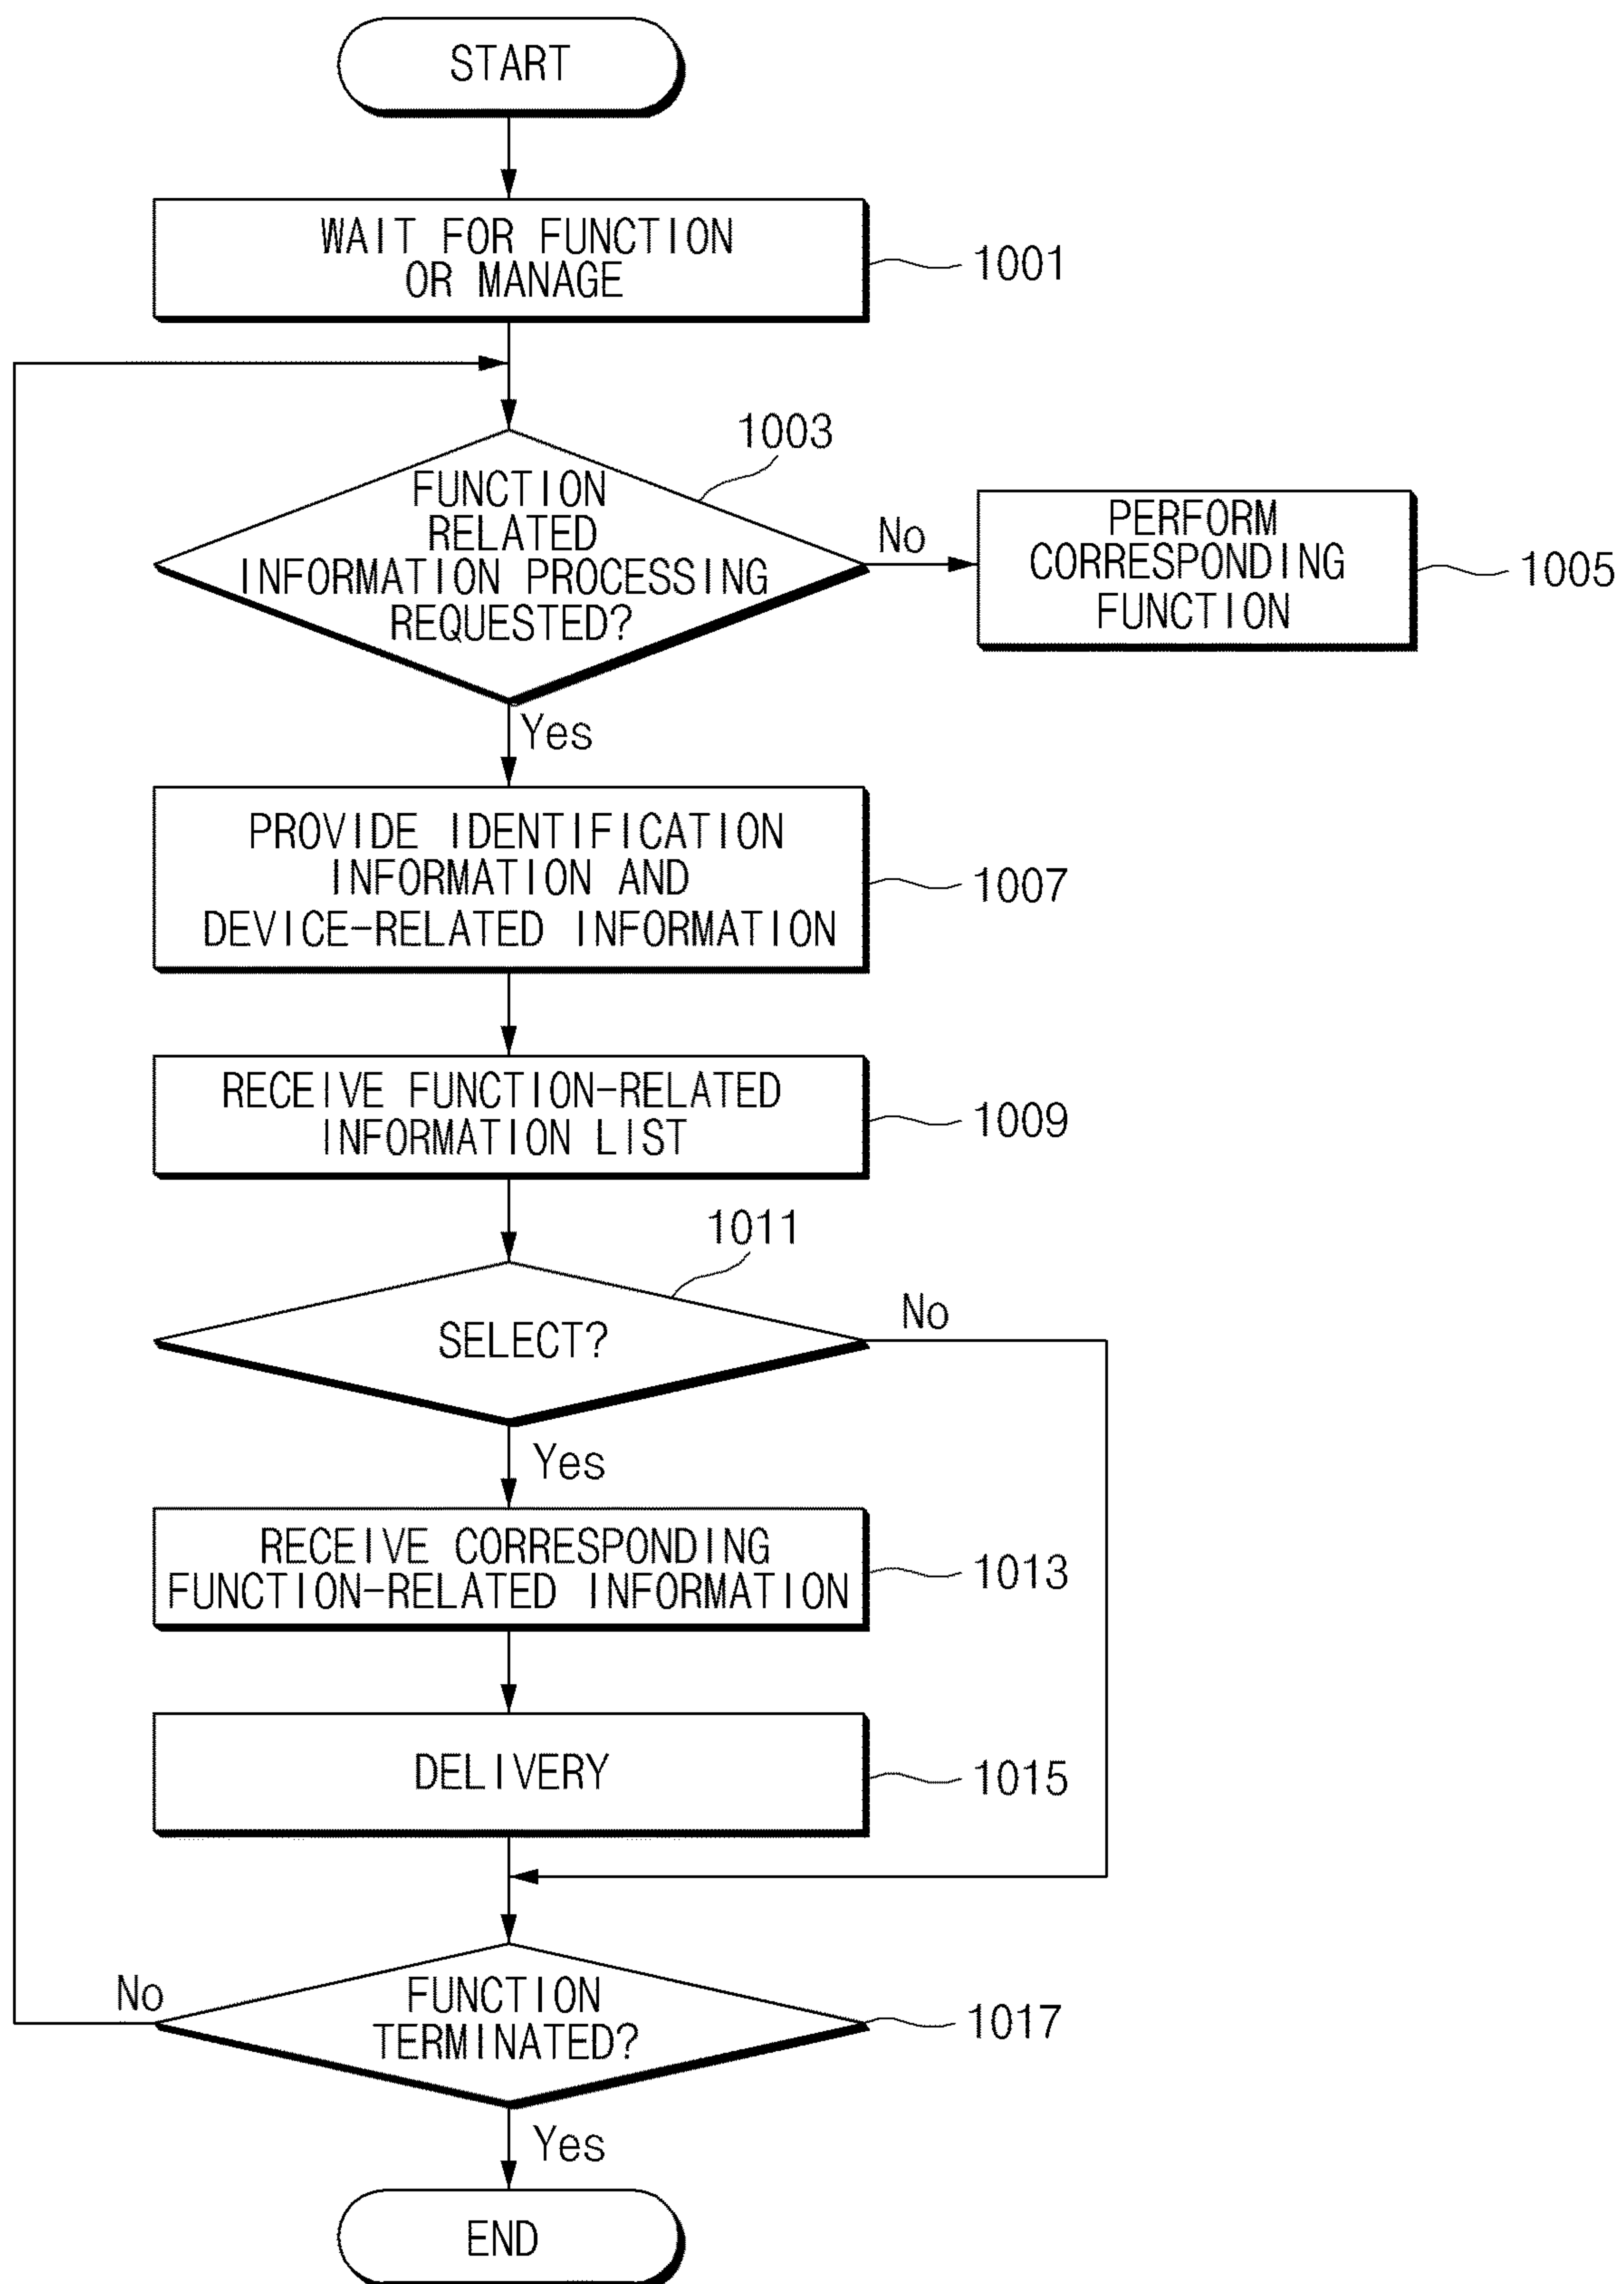 START
WAIT FOR FUNCTION
OR MANAGE
1001
1003
FUNCTION
RELATED
INFORMATION PROCESSING
REQUESTED?
No
PERFORM
CORRESPONDING
FUNCTION
1005
Yes
PROVIDE IDENTIFICATION
INFORMATION AND
DEVICE-RELATED INFORMATION
1007
RECEIVE FUNCTION-RELATED
INFORMATION LIST
1009
1011
SELECT?
No
Yes
RECEIVE CORRESPONDING
FUNCTION-RELATED INFORMATION
1013
DELIVERY
1015
No
FUNCTION
TERMINATED?
1017
Yes
END